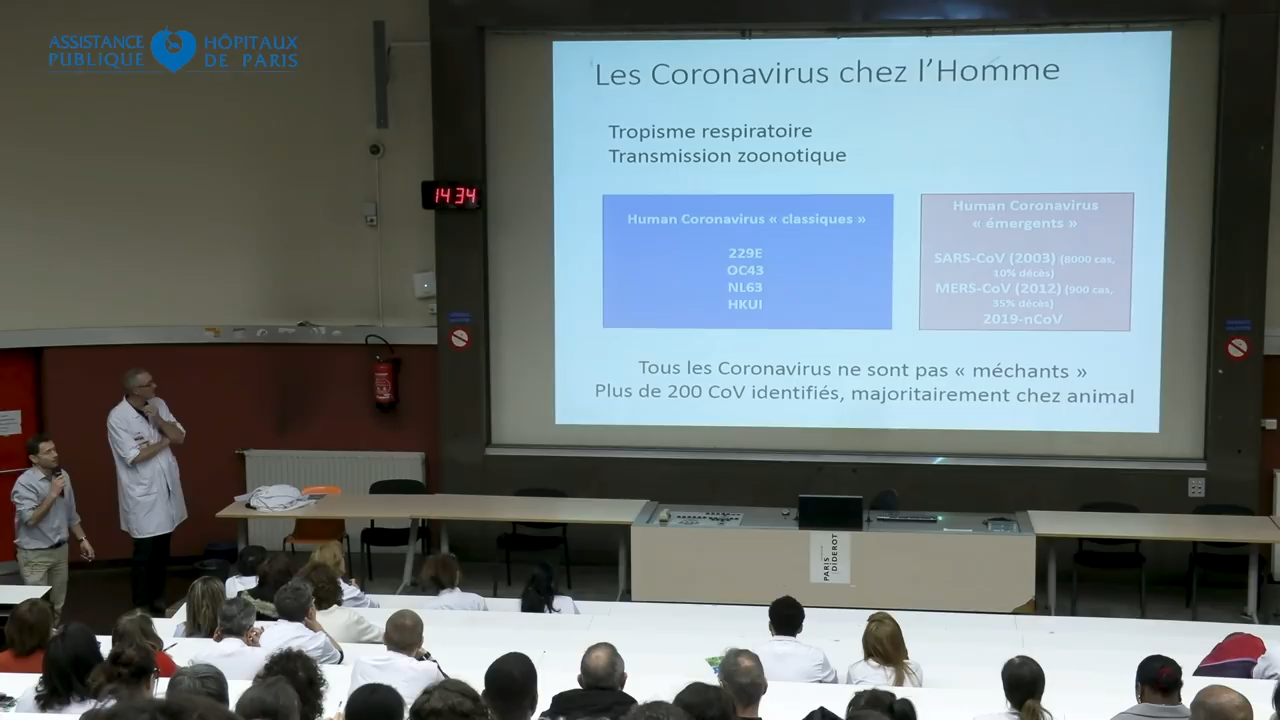 ASSISTANCE PUBLIQUE HÔPITAUX DE PARIS
Les Coronavirus chez l'Homme
Tropisme respiratoire
Transmission zoonotique
14 34
Human Coronavirus « classiques »
229E
OC43
NL63
HKUI
Human Coronavirus
« émergents »
SARS-CoV (2003) (8000 cas,
10% décès)
MERS-CoV (2012) (900 cas,
35% décès)
2019-nCoV
Tous les Coronavirus ne sont pas « méchants »
Plus de 200 CoV identifiés, majoritairement chez animal
PARIS
DIDEROT